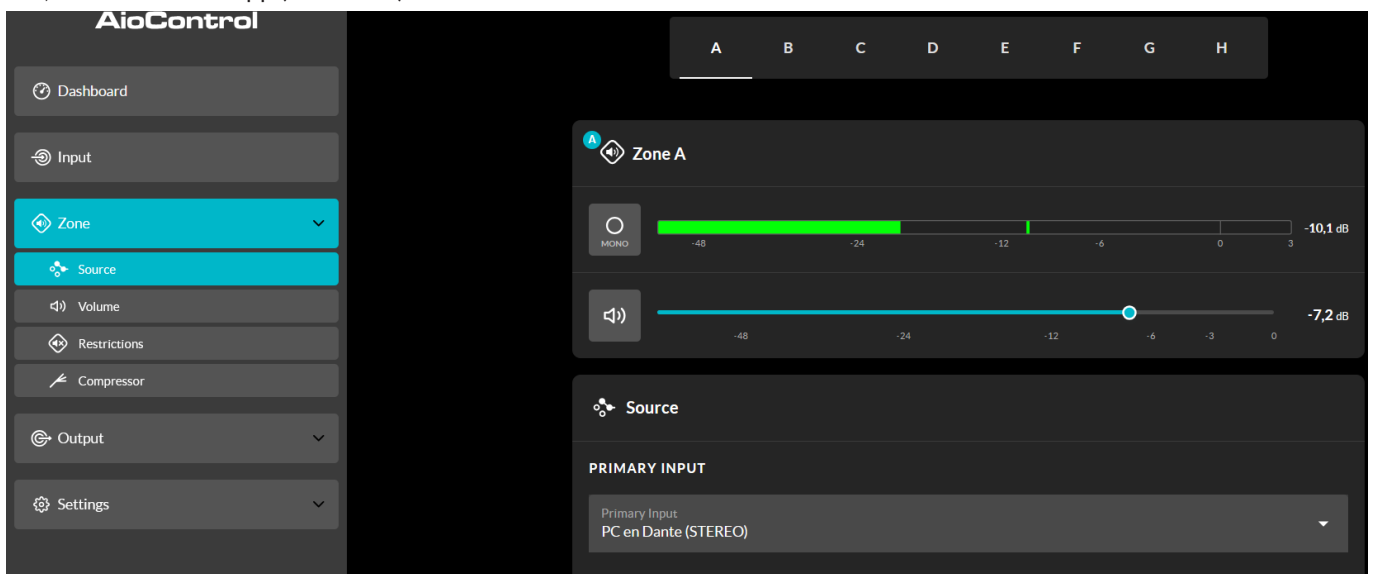 AioControl
A B C D E F G H
Dashboard
Input
Zone
Source
Volume
Restrictions
Compressor
Output
Settings
A
Zone A
MONO
-48 -24 -12 -6 0 3
-10,1 dB
-7,2 dB
-48 -24 -12 -6 -3 0
Source
PRIMARY INPUT
Primary Input
PC en Dante (STEREO)